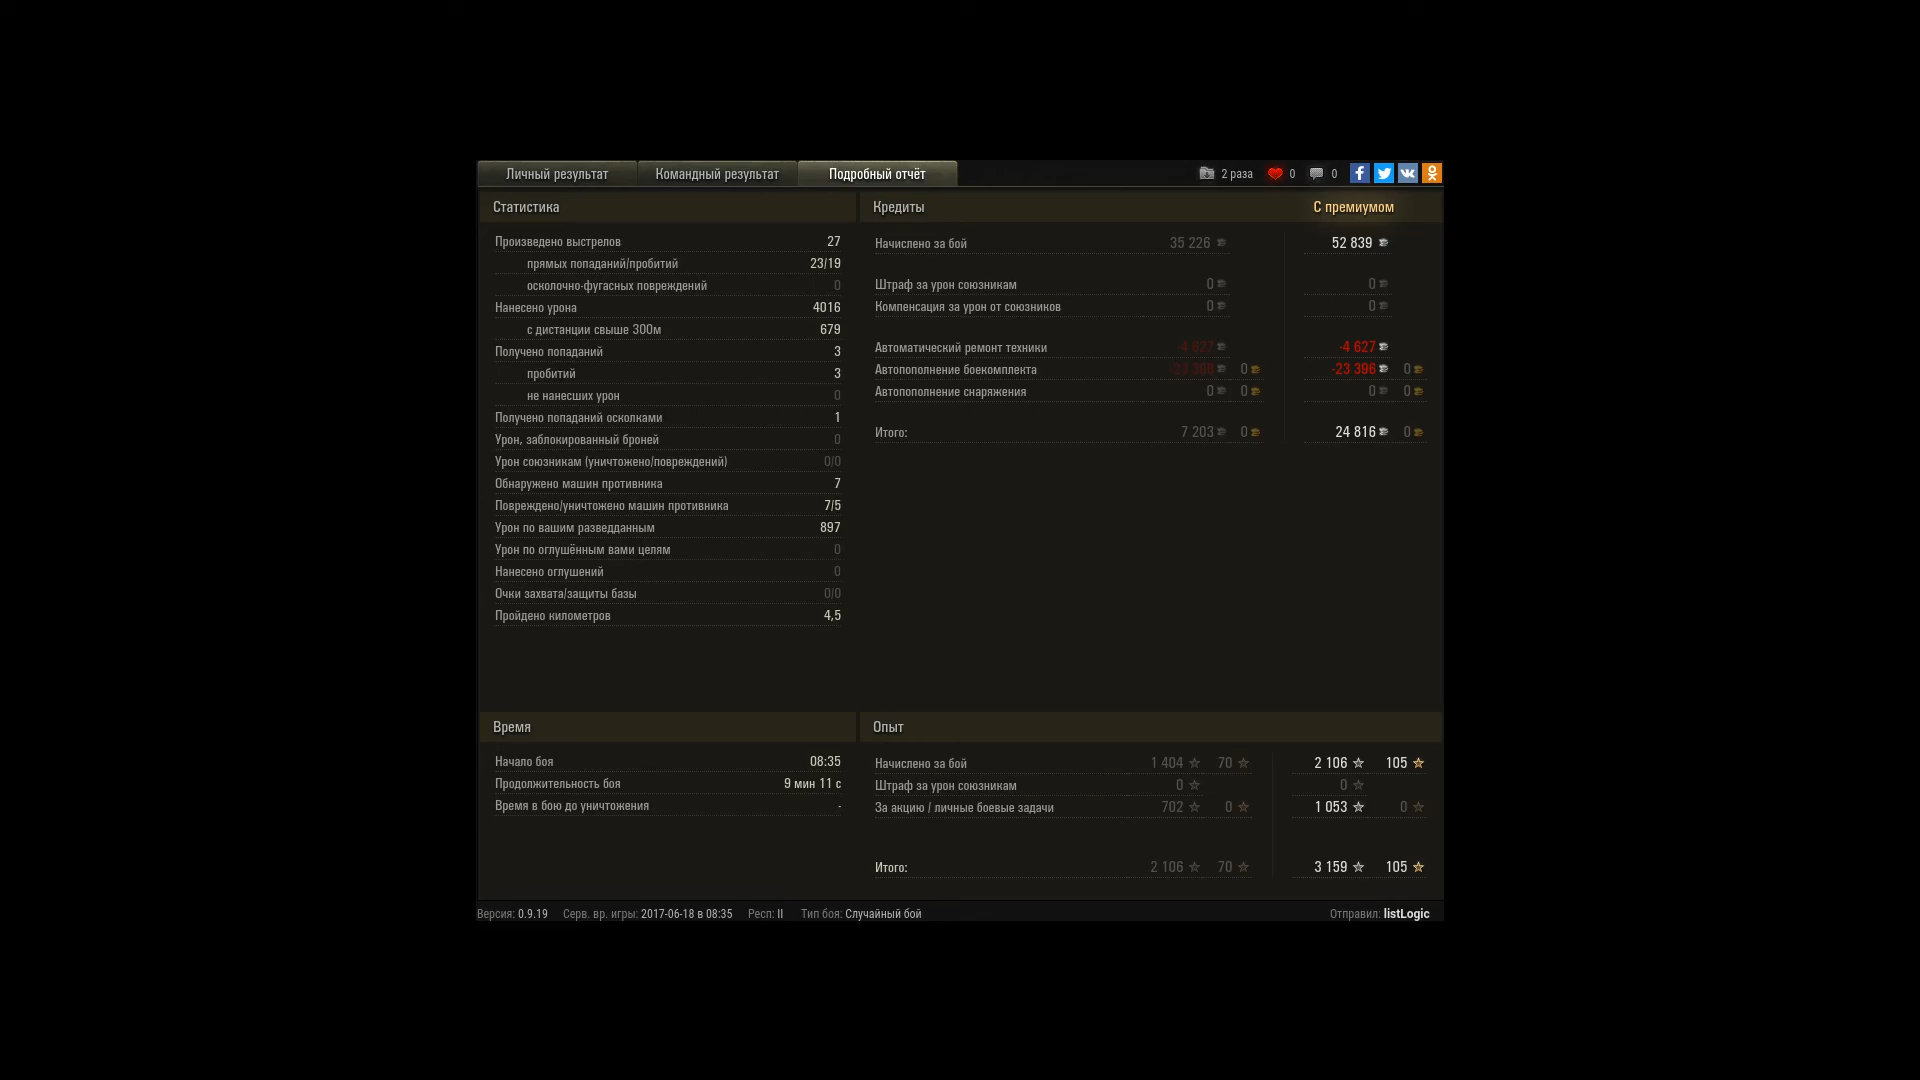 Личный результат Командный результат Подробный отчёт 2 раза 0 0
Статистика Кредиты С премиумом
Произведено выстрелов 27
прямых попаданий/пробитий 23/19
осколочно-фугасных повреждений 0
Нанесено урона 4016
с дистанции свыше 300м 679
Получено попаданий 3
пробитий 3
не нанесших урон 0
Получено попаданий осколками 1
Урон, заблокированный броней 0
Урон союзникам (уничтожено/повреждений) 0/0
Обнаружено машин противника 7
Повреждено/уничтожено машин противника 7/5
Урон по вашим разведданным 897
Урон по оглушённым вами целям 0
Нанесено оглушений 0
Очки захвата/защиты базы 0/0
Пройдено километров 4,5
Начислено за бой 35 226 52 839
Штраф за урон союзникам 0 0
Компенсация за урон от союзников 0 0
Автоматический ремонт техники -4 627 -4 627
Автопополнение боекомплекта -23 396 0 -23 396 0
Автопополнение снаряжения 0 0 0 0
Итого: 7 203 0 24 816 0
Время
Начало боя 08:35
Продолжительность боя 9 мин 11 с
Время в бою до уничтожения -
Опыт
Начислено за бой 1 404 70 2 106 105
Штраф за урон союзникам 0 0
За акцию / личные боевые задачи 702 0 1 053 0
Итого: 2 106 70 3 159 105
Версия: 0.9.19 Серв. вр. игры: 2017-06-18 в 08:35 Респ: II Тип боя: Случайный бой Отправил: listLogic